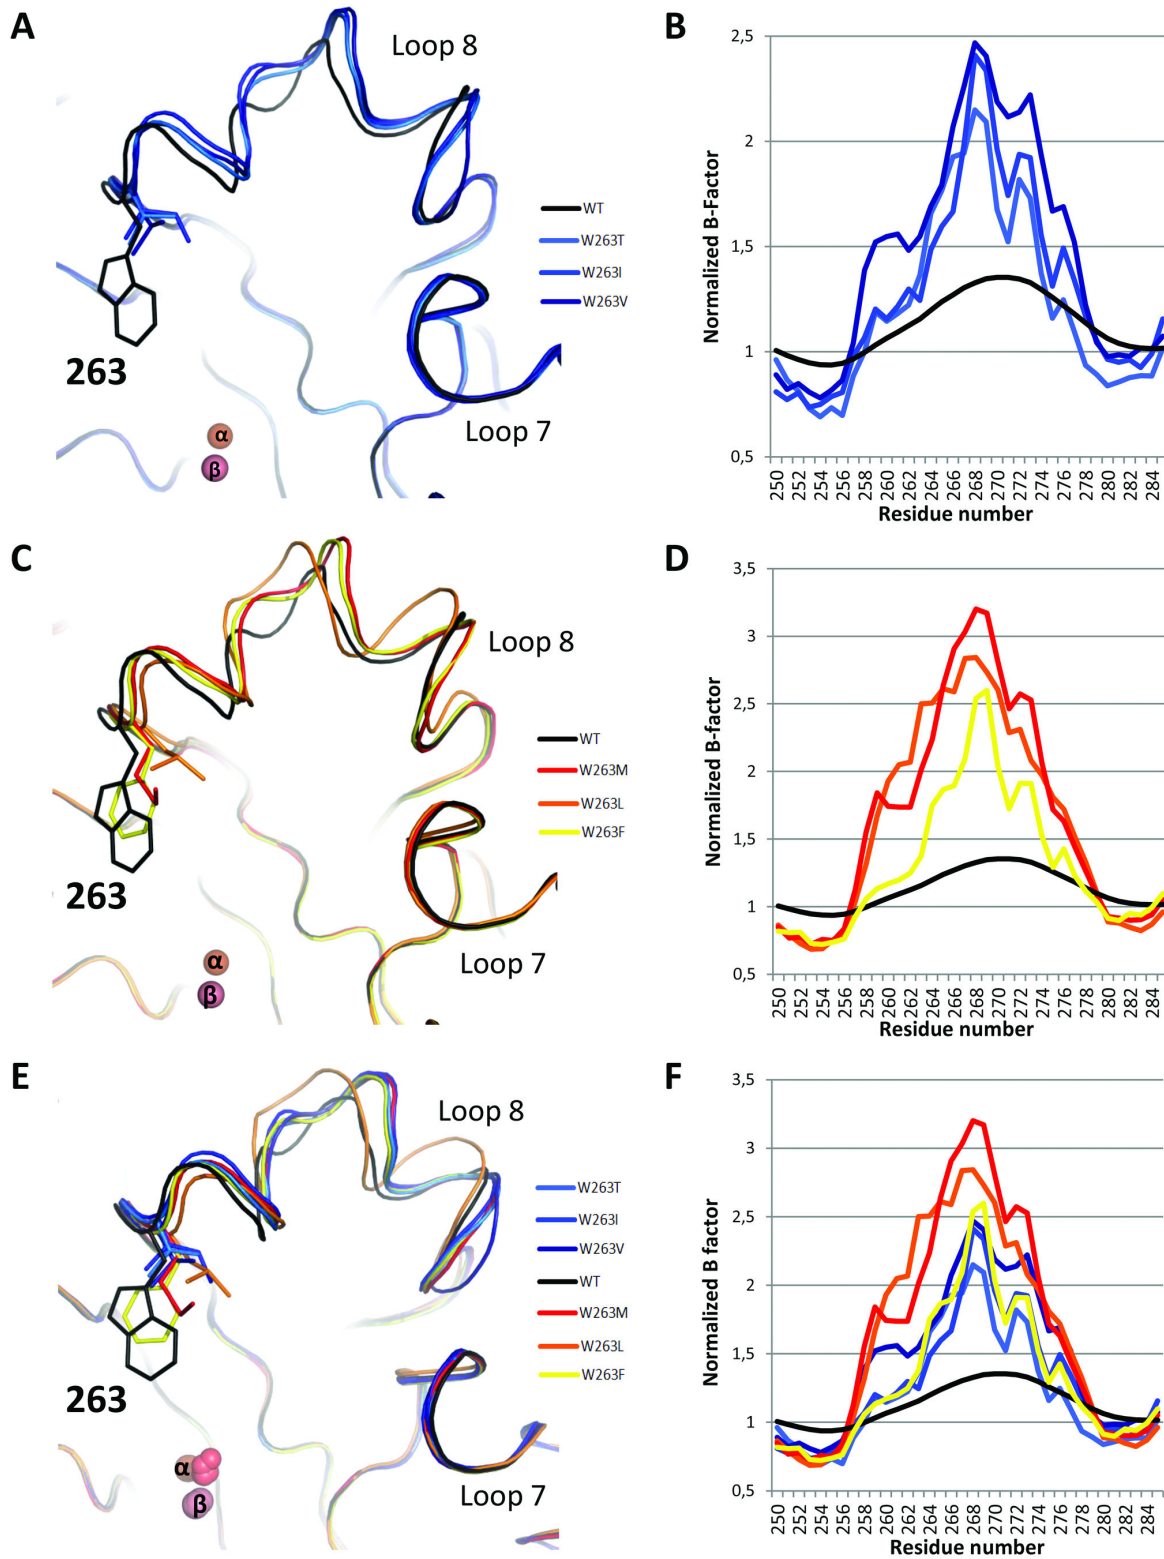 A
Loop 8
WT
W263T
W263I
W263V
263
α
β
Loop 7
B
Normalized B-Factor
2,5
2
1,5
1
0,5
250 252 254 256 258 260 262 264 266 268 270 272 274 276 278 280 282 284
Residue number
C
Loop 8
WT
W263M
W263L
W263F
263
α
β
Loop 7
D
Normalized B-factor
3,5
3
2,5
2
1,5
1
0,5
250 252 254 256 258 260 262 264 266 268 270 272 274 276 278 280 282 284
Residue number
E
Loop 8
W263T
W263I
W263V
WT
W263M
W263L
W263F
263
α
β
Loop 7
F
Normalized B factor
3,5
3
2,5
2
1,5
1
0,5
250 252 254 256 258 260 262 264 266 268 270 272 274 276 278 280 282 284
Residue number